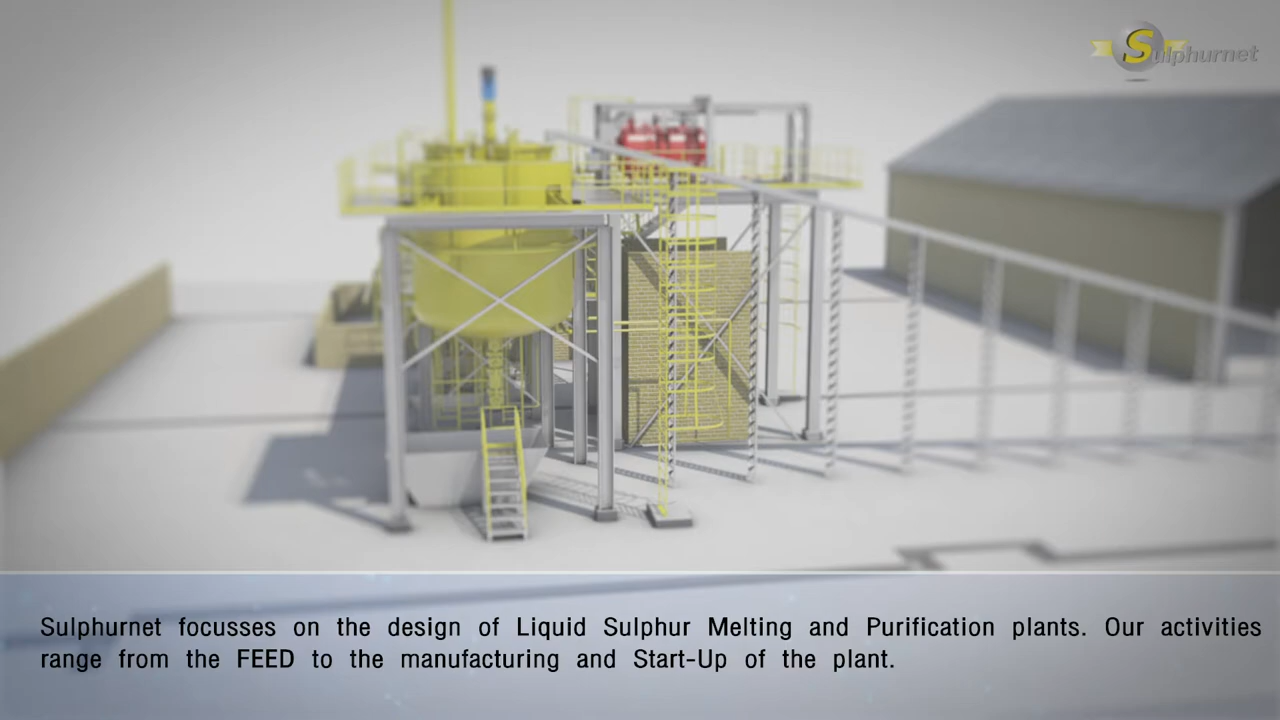 Sulphurnet
Sulphurnet focusses on the design of Liquid Sulphur Melting and Purification plants. Our activities
range from the FEED to the manufacturing and Start-Up of the plant.